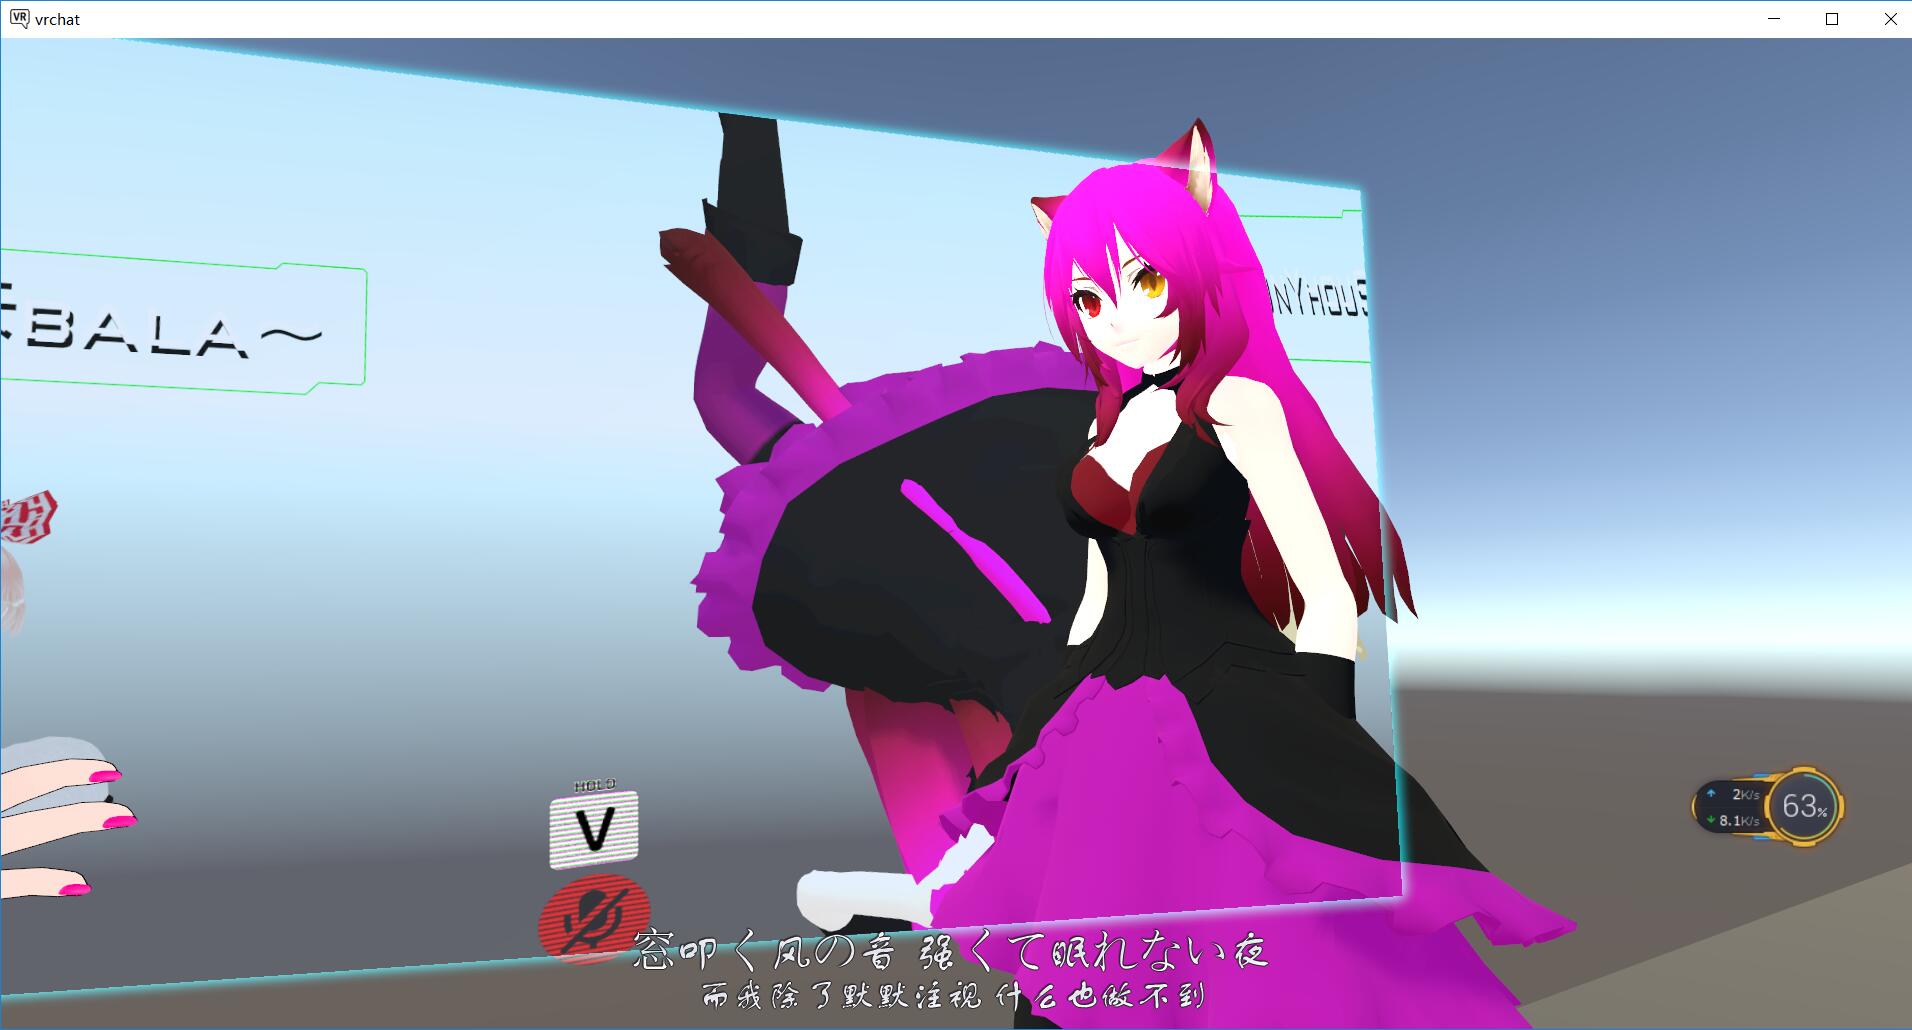 VR vrchat
BALA～
NYHOUS
HOLD
V
2K/s
8.1K/s
63%
窓叩く风の音 强くて眠れない夜
而我除了默默注视 什么也做不到